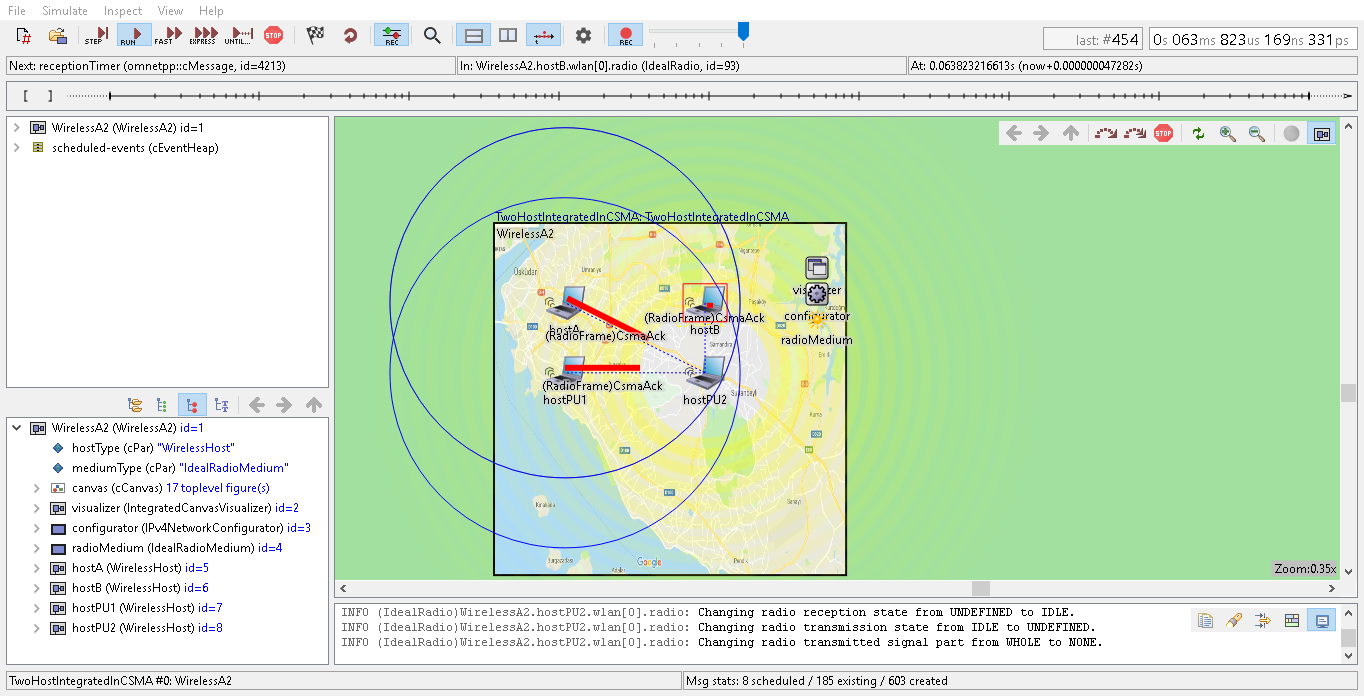 File Simulate Inspect View Help
STEP RUN FAST EXPRESS UNTIL... STOP REC REC
last: #454
0s 063ms 823us 169ns 331ps
Next: receptionTimer (omnetpp::cMessage, id=4213)
In: WirelessA2.hostB.wlan[0].radio (IdealRadio, id=93)
At: 0.063823216613s (now+0.000000047282s)
[ ]
WirelessA2 (WirelessA2) id=1
scheduled-events (cEventHeap)
WirelessA2 (WirelessA2) id=1
hostType (cPar) "WirelessHost"
mediumType (cPar) "IdealRadioMedium"
canvas (cCanvas) 17 toplevel figure(s)
visualizer (IntegratedCanvasVisualizer) id=2
configurator (IPv4NetworkConfigurator) id=3
radioMedium (IdealRadioMedium) id=4
hostA (WirelessHost) id=5
hostB (WirelessHost) id=6
hostPU1 (WirelessHost) id=7
hostPU2 (WirelessHost) id=8
STOP
TwoHostIntegratedInCSMA: TwoHostIntegratedInCSMA
WirelessA2
Üsküdar
Ümraniye
visualizer
configurator
radioMedium
hostA
(RadioFrame)CsmaAck
(RadioFrame)CsmaAck
hostB
Samandıra
(RadioFrame)CsmaAck
hostPU1
hostPU2
Sultanbeyli
Kurna
Pendik
Google
Zoom:0.35x
INFO (IdealRadio)WirelessA2.hostPU2.wlan[0].radio: Changing radio reception state from UNDEFINED to IDLE.
INFO (IdealRadio)WirelessA2.hostPU2.wlan[0].radio: Changing radio transmission state from IDLE to UNDEFINED.
INFO (IdealRadio)WirelessA2.hostPU2.wlan[0].radio: Changing radio transmitted signal part from WHOLE to NONE.
TwoHostIntegratedInCSMA #0: WirelessA2
Msg stats: 8 scheduled / 185 existing / 603 created